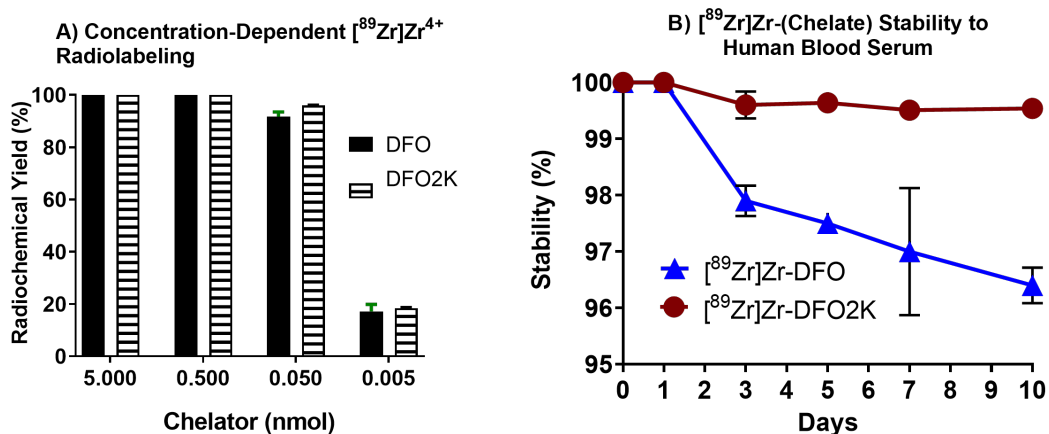 A) Concentration-Dependent [⁸⁹Zr]Zr⁴⁺
Radiolabeling
Radiochemical Yield (%)
100
80
60
40
20
0
DFO
DFO2K
5.000 0.500 0.050 0.005
Chelator (nmol)
B) [⁸⁹Zr]Zr-(Chelate) Stability to
Human Blood Serum
Stability (%)
100
99
98
97
96
95
[⁸⁹Zr]Zr-DFO
[⁸⁹Zr]Zr-DFO2K
0 1 2 3 4 5 6 7 8 9 10
Days